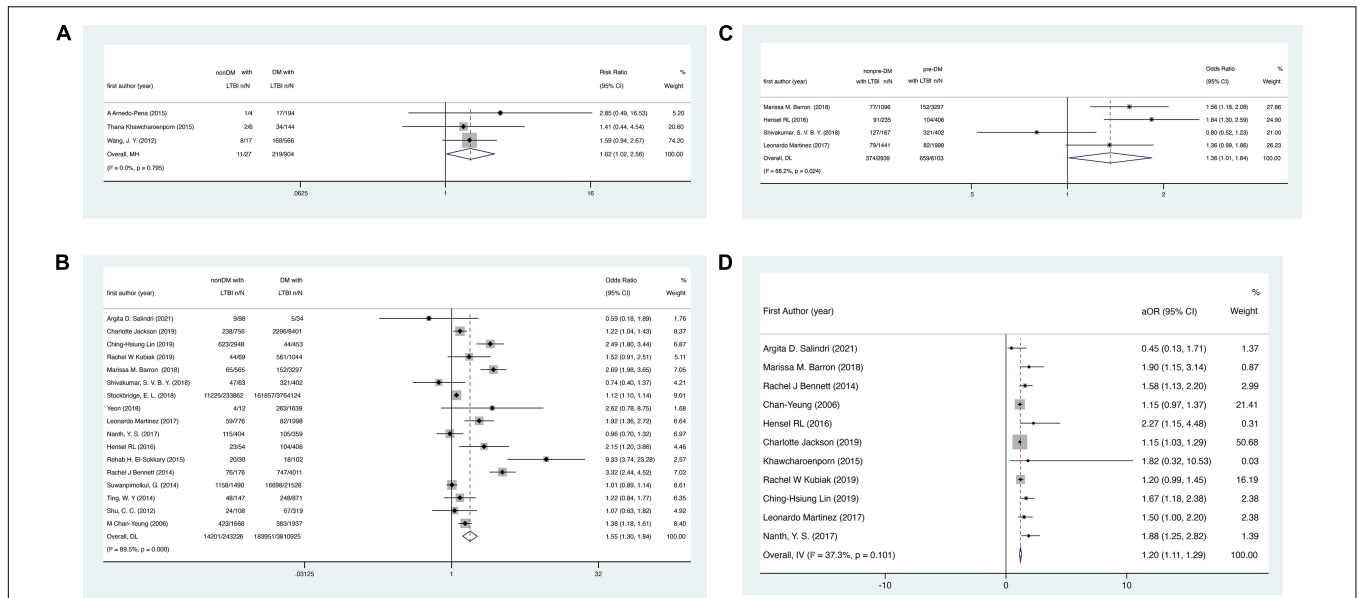 A
nonDM with DM with Risk Ratio %
first author (year) LTBI n/N LTBI n/N (95% CI) Weight
A Arnedo-Pena (2015) 1/4 17/194 2.85 (0.49, 16.53) 5.20
Thana Khawcharoenporn (2015) 2/6 34/144 1.41 (0.44, 4.54) 20.60
Wang, J. Y. (2012) 8/17 168/566 1.59 (0.94, 2.67) 74.20
Overall, MH 11/27 219/904 1.62 (1.02, 2.56) 100.00
(I² = 0.0%, p = 0.795)
.0625 1 16
C
nonpre-DM pre-DM Odds Ratio %
first author (year) with LTBI n/N with LTBI n/N (95% CI) Weight
Marissa M. Barron (2018) 77/1096 152/3297 1.56 (1.18, 2.08) 27.86
Hensel RL (2016) 91/235 104/406 1.84 (1.30, 2.59) 24.90
Shivakumar, S. V. B. Y. (2018) 127/167 321/402 0.80 (0.52, 1.23) 21.00
Leonardo Martinez (2017) 79/1441 82/1998 1.36 (0.99, 1.86) 26.23
Overall, DL 374/2939 659/6103 1.36 (1.01, 1.84) 100.00
(I² = 68.2%, p = 0.024)
.5 1 2
B
nonDM with DM with Odds Ratio %
first author (year) LTBI n/N LTBI n/N (95% CI) Weight
Argita D. Salindri (2021) 9/98 5/34 0.59 (0.18, 1.89) 1.76
Charlotte Jackson (2019) 238/756 2296/8401 1.22 (1.04, 1.43) 8.37
Ching-Hsiung Lin (2019) 623/2948 44/453 2.49 (1.80, 3.44) 6.87
Rachel W Kubiak (2019) 44/69 561/1044 1.52 (0.91, 2.51) 5.11
Marissa M. Barron (2018) 65/565 152/3297 2.69 (1.98, 3.65) 7.05
Shivakumar, S. V. B. Y. (2018) 47/63 321/402 0.74 (0.40, 1.37) 4.21
Stockbridge, E. L. (2018) 11225/233862 161857/3764124 1.12 (1.10, 1.14) 9.01
Yeon (2018) 4/12 263/1639 2.62 (0.78, 8.75) 1.68
Leonardo Martinez (2017) 59/776 82/1998 1.92 (1.36, 2.72) 6.64
Nanth, Y. S. (2017) 115/404 105/359 0.96 (0.70, 1.32) 6.97
Hensel RL (2016) 23/54 104/406 2.15 (1.20, 3.86) 4.46
Rehab H. El-Sokkary (2015) 20/30 18/102 9.33 (3.74, 23.28) 2.57
Rachel J Bennett (2014) 76/176 747/4011 3.32 (2.44, 4.52) 7.02
Suwanpimolkul, G. (2014) 1158/1490 16698/21528 1.01 (0.89, 1.14) 8.61
Ting, W. Y (2014) 48/147 248/871 1.22 (0.84, 1.77) 6.35
Shu, C. C. (2012) 24/108 67/319 1.07 (0.63, 1.82) 4.92
M Chan-Yeung (2006) 423/1668 383/1937 1.38 (1.18, 1.61) 8.40
Overall, DL 14201/243226 183951/3810925 1.55 (1.30, 1.84) 100.00
(I² = 89.5%, p = 0.000)
.03125 1 32
D
%
First Author (Year) aOR (95% CI) Weight
Argita D. Salindri (2021) 0.45 (0.13, 1.71) 1.37
Marissa M. Barron (2018) 1.90 (1.15, 3.14) 0.87
Rachel J Bennett (2014) 1.58 (1.13, 2.20) 2.99
Chan-Yeung (2006) 1.15 (0.97, 1.37) 21.41
Hensel RL (2016) 2.27 (1.15, 4.48) 0.31
Charlotte Jackson (2019) 1.15 (1.03, 1.29) 50.68
Khawcharoenporn (2015) 1.82 (0.32, 10.53) 0.03
Rachel W Kubiak (2019) 1.20 (0.99, 1.45) 16.19
Ching-Hsiung Lin (2019) 1.67 (1.18, 2.38) 2.38
Leonardo Martinez (2017) 1.50 (1.00, 2.20) 2.38
Nanth, Y. S. (2017) 1.88 (1.25, 2.82) 1.39
Overall, IV (I² = 37.3%, p = 0.101) 1.20 (1.11, 1.29) 100.00
-10 0 10